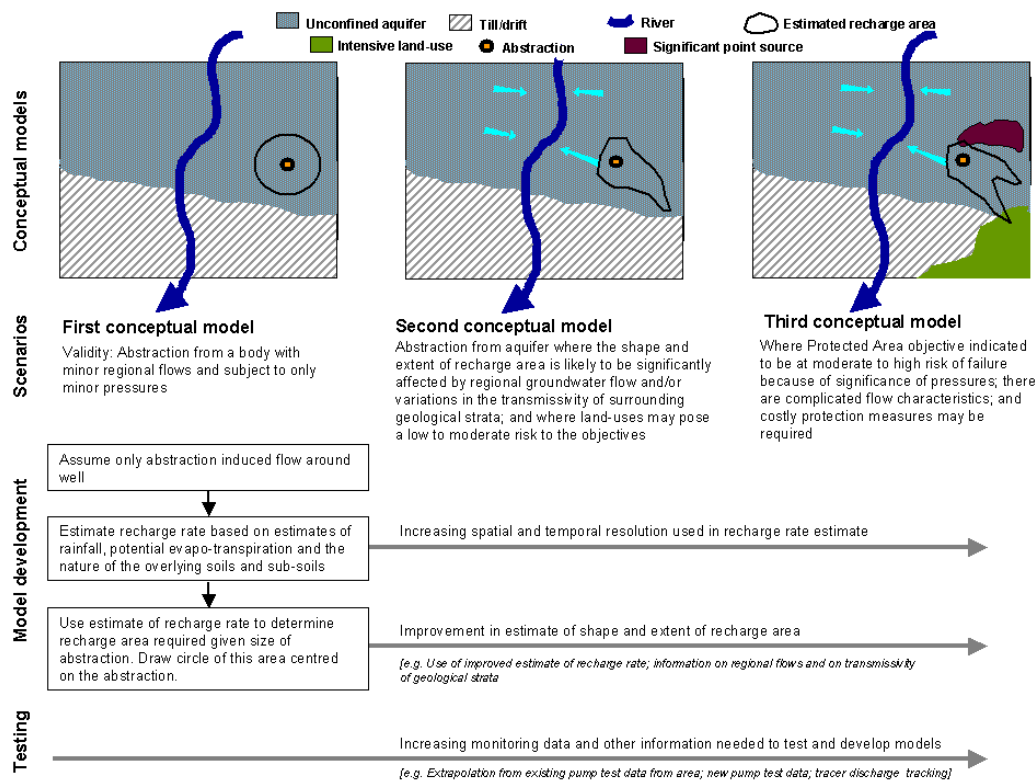 Unconfined aquifer
Till/drift
River
Estimated recharge area
Intensive land-use
Abstraction
Significant point source
Conceptual models
Scenarios
First conceptual model
Validity: Abstraction from a body with
minor regional flows and subject to only
minor pressures
Second conceptual model
Abstraction from aquifer where the shape
and extent of recharge area is likely to be significantly
affected by regional groundwater flow and/or
variations in the transmissivity of surrounding
geological strata; and where land-uses may pose
a low to moderate risk to the objectives
Third conceptual model
Where Protected Area objective indicated
to be at moderate to high risk of failure
because of significance of pressures; there
are complicated flow characteristics; and
costly protection measures may be
required
Model development
Assume only abstraction induced flow around
well
Estimate recharge rate based on estimates of
rainfall, potential evapo-transpiration and the
nature of the overlying soils and sub-soils
Increasing spatial and temporal resolution used in recharge rate estimate
Use estimate of recharge rate to determine
recharge area required given size of
abstraction. Draw circle of this area centred
on the abstraction.
Improvement in estimate of shape and extent of recharge area
[e.g. Use of improved estimate of recharge rate; information on regional flows and on transmissivity
of geological strata
Testing
Increasing monitoring data and other information needed to test and develop models
[e.g. Extrapolation from existing pump test data from area; new pump test data; tracer discharge tracking]